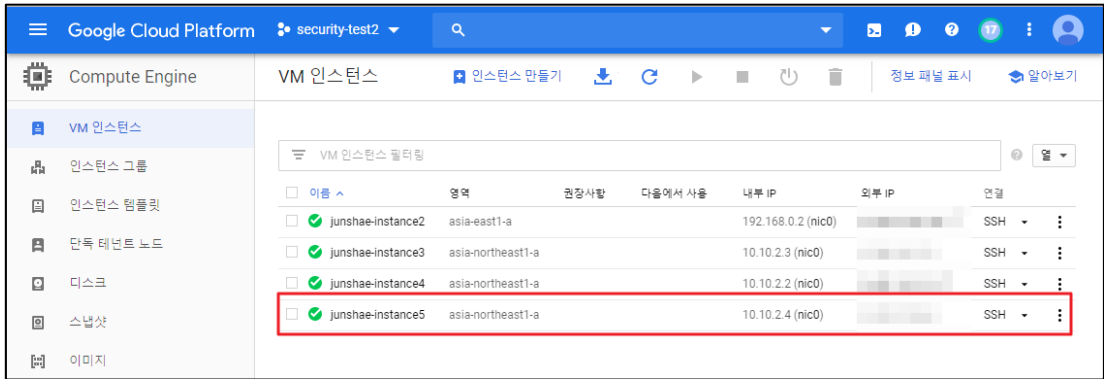 Google Cloud Platform security-test2 17
Compute Engine VM 인스턴스 인스턴스 만들기 정보 패널 표시 알아보기
VM 인스턴스
인스턴스 그룹
인스턴스 템플릿
단독 테넌트 노드
디스크
스냅샷
이미지
VM 인스턴스 필터링 열
이름 영역 권장사항 다음에서 사용 내부 IP 외부 IP 연결
junshae-instance2 asia-east1-a 192.168.0.2 (nic0) SSH
junshae-instance3 asia-northeast1-a 10.10.2.3 (nic0) SSH
junshae-instance4 asia-northeast1-a 10.10.2.2 (nic0) SSH
junshae-instance5 asia-northeast1-a 10.10.2.4 (nic0) SSH